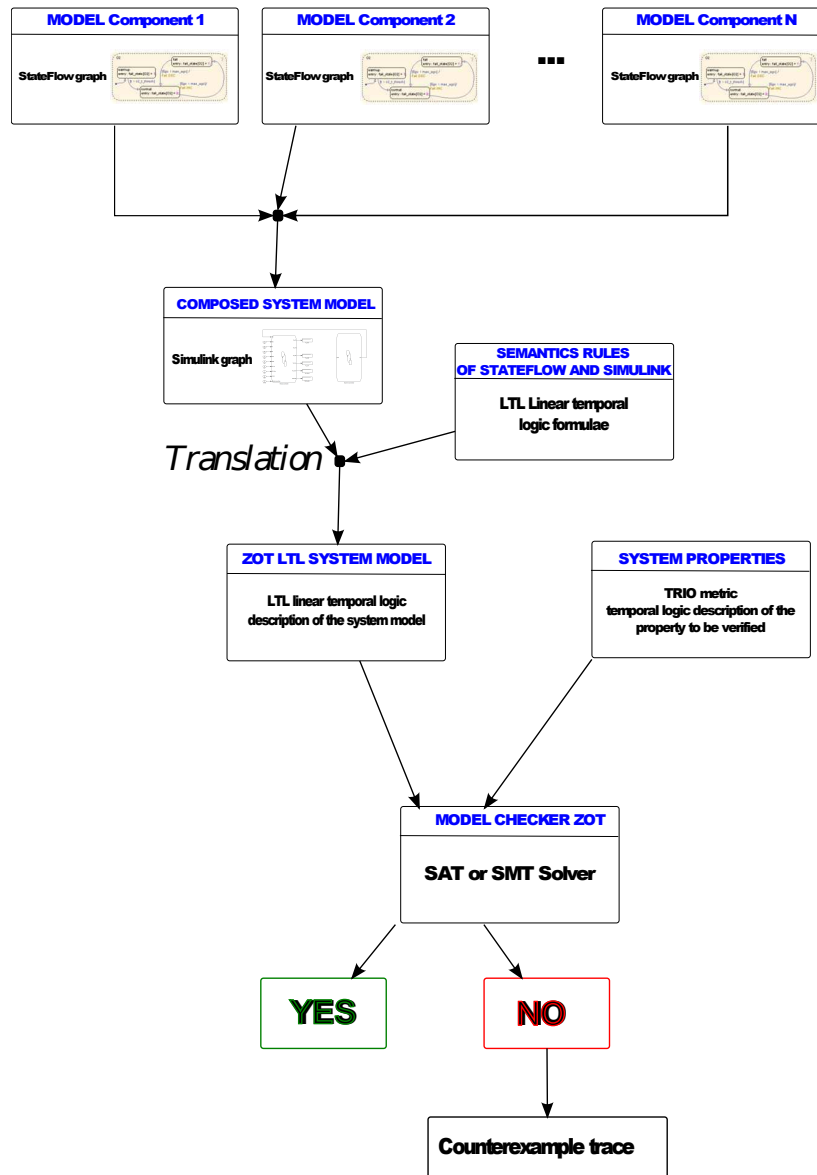 MODEL Component 1
MODEL Component 2
MODEL Component N
StateFlow graph
StateFlow graph
...
StateFlow graph
COMPOSED SYSTEM MODEL
Simulink graph
SEMANTICS RULES
OF STATEFLOW AND SIMULINK
LTL Linear temporal
logic formulae
Translation
ZOT LTL SYSTEM MODEL
LTL linear temporal logic
description of the system model
SYSTEM PROPERTIES
TRIO metric
temporal logic description of the
property to be verified
MODEL CHECKER ZOT
SAT or SMT Solver
YES
NO
Counterexample trace